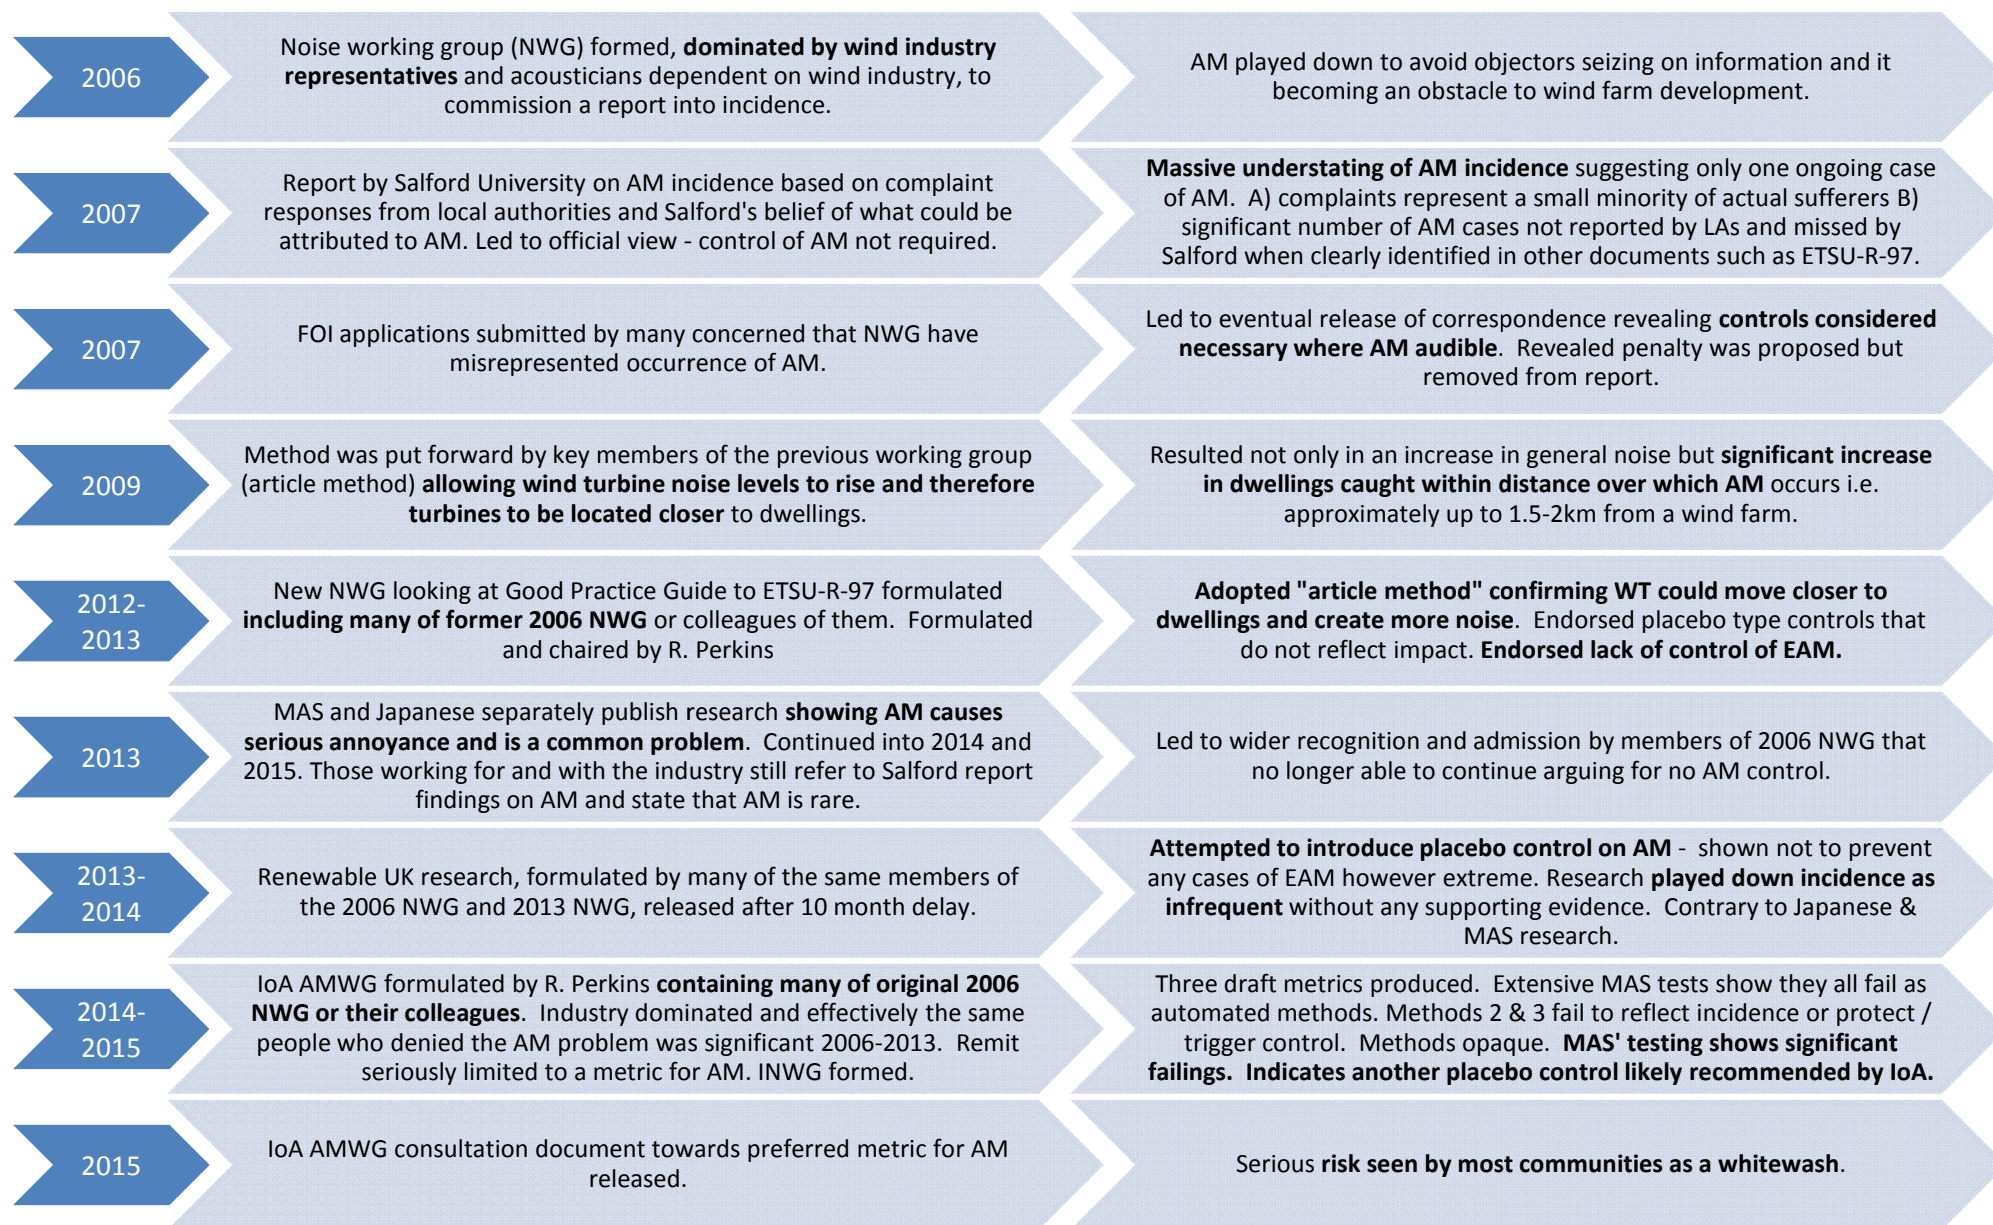 2006
Noise working group (NWG) formed, dominated by wind industry
representatives and acousticians dependent on wind industry, to
commission a report into incidence.
AM played down to avoid objectors seizing on information and it
becoming an obstacle to wind farm development.
2007
Report by Salford University on AM incidence based on complaint
responses from local authorities and Salford's belief of what could be
attributed to AM. Led to official view - control of AM not required.
Massive understating of AM incidence suggesting only one ongoing case
of AM. A) complaints represent a small minority of actual sufferers B)
significant number of AM cases not reported by LAs and missed by
Salford when clearly identified in other documents such as ETSU-R-97.
2007
FOI applications submitted by many concerned that NWG have
misrepresented occurrence of AM.
Led to eventual release of correspondence revealing controls considered
necessary where AM audible. Revealed penalty was proposed but
removed from report.
2009
Method was put forward by key members of the previous working group
(article method) allowing wind turbine noise levels to rise and therefore
turbines to be located closer to dwellings.
Resulted not only in an increase in general noise but significant increase
in dwellings caught within distance over which AM occurs i.e.
approximately up to 1.5-2km from a wind farm.
2012-
2013
New NWG looking at Good Practice Guide to ETSU-R-97 formulated
including many of former 2006 NWG or colleagues of them. Formulated
and chaired by R. Perkins
Adopted "article method" confirming WT could move closer to
dwellings and create more noise. Endorsed placebo type controls that
do not reflect impact. Endorsed lack of control of EAM.
2013
MAS and Japanese separately publish research showing AM causes
serious annoyance and is a common problem. Continued into 2014 and
2015. Those working for and with the industry still refer to Salford report
findings on AM and state that AM is rare.
Led to wider recognition and admission by members of 2006 NWG that
no longer able to continue arguing for no AM control.
2013-
2014
Renewable UK research, formulated by many of the same members of
the 2006 NWG and 2013 NWG, released after 10 month delay.
Attempted to introduce placebo control on AM - shown not to prevent
any cases of EAM however extreme. Research played down incidence as
infrequent without any supporting evidence. Contrary to Japanese &
MAS research.
2014-
2015
IoA AMWG formulated by R. Perkins containing many of original 2006
NWG or their colleagues. Industry dominated and effectively the same
people who denied the AM problem was significant 2006-2013. Remit
seriously limited to a metric for AM. INWG formed.
Three draft metrics produced. Extensive MAS tests show they all fail as
automated methods. Methods 2 & 3 fail to reflect incidence or protect /
trigger control. Methods opaque. MAS' testing shows significant
failings. Indicates another placebo control likely recommended by IoA.
2015
IoA AMWG consultation document towards preferred metric for AM
released.
Serious risk seen by most communities as a whitewash.